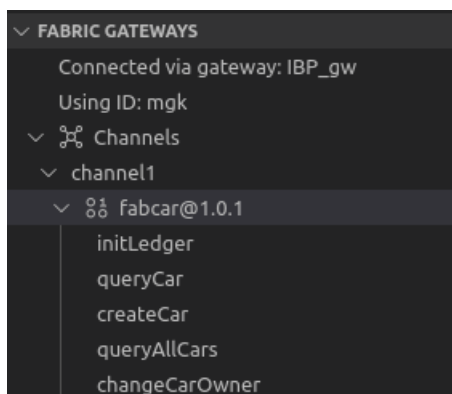 FABRIC GATEWAYS
Connected via gateway: IBP_gw
Using ID: mgk
Channels
channel1
fabcar@1.0.1
initLedger
queryCar
createCar
queryAllCars
changeCarOwner